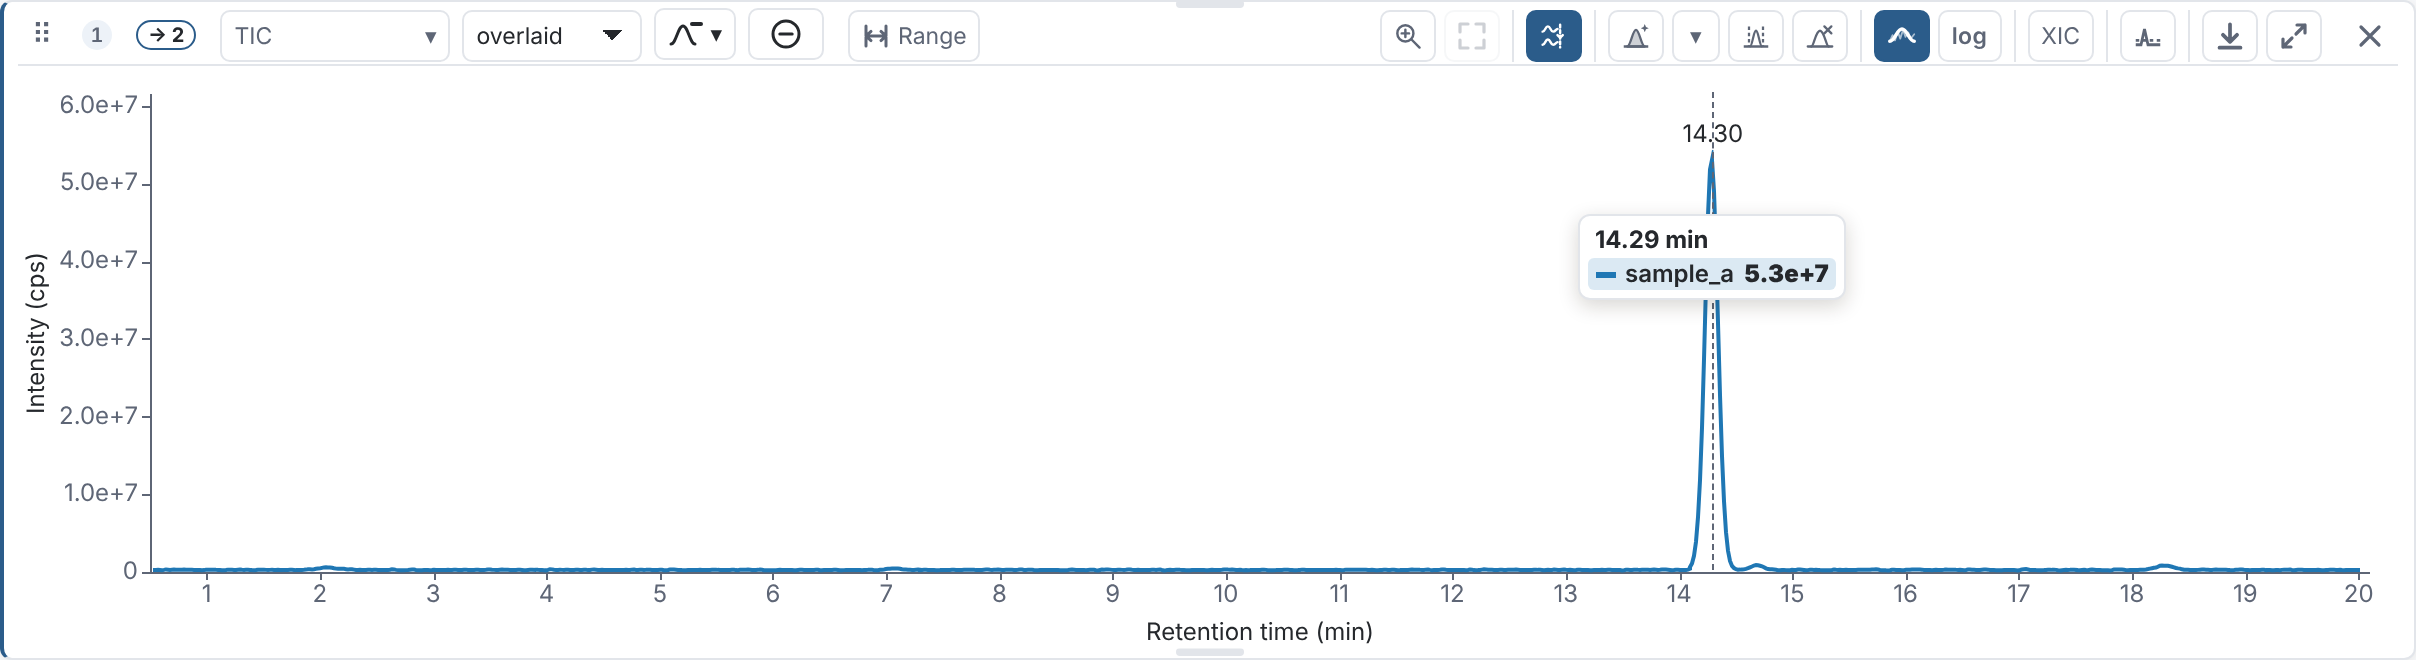 1 → 2 TIC overlaid Range log XIC
6.0e+7
14.30
5.0e+7
14.29 min
sample_a 5.3e+7
4.0e+7
3.0e+7
2.0e+7
1.0e+7
0
Intensity (cps)
1 2 3 4 5 6 7 8 9 10 11 12 13 14 15 16 17 18 19 20
Retention time (min)